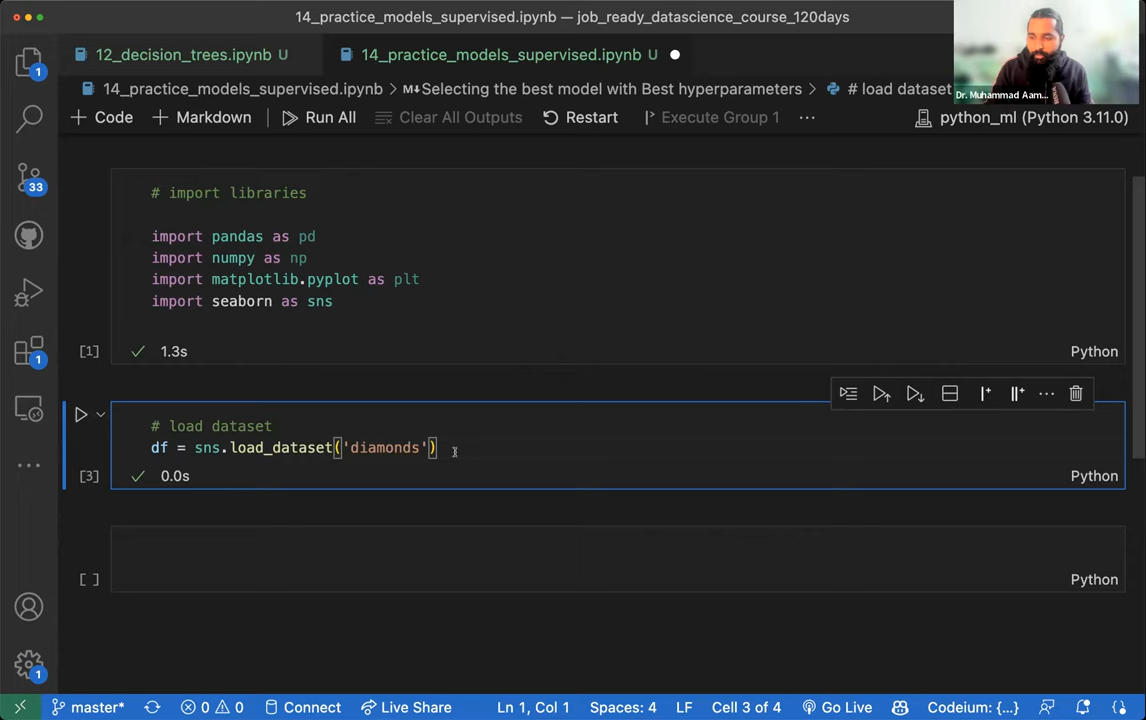 14_practice_models_supervised.ipynb — job_ready_datascience_course_120days
12_decision_trees.ipynb U
14_practice_models_supervised.ipynb U
14_practice_models_supervised.ipynb > M↓Selecting the best model with Best hyperparameters > # load dataset
Dr. Muhammad Aam...
+ Code + Markdown Run All Clear All Outputs Restart Execute Group 1 ... python_ml (Python 3.11.0)
1
33
1
1
# import libraries
import pandas as pd
import numpy as np
import matplotlib.pyplot as plt
import seaborn as sns
[1] 1.3s Python
# load dataset
df = sns.load_dataset('diamonds')
[3] 0.0s Python
[ ] Python
master* 0 0 Connect Live Share Ln 1, Col 1 Spaces: 4 LF Cell 3 of 4 Go Live Codeium: {...}